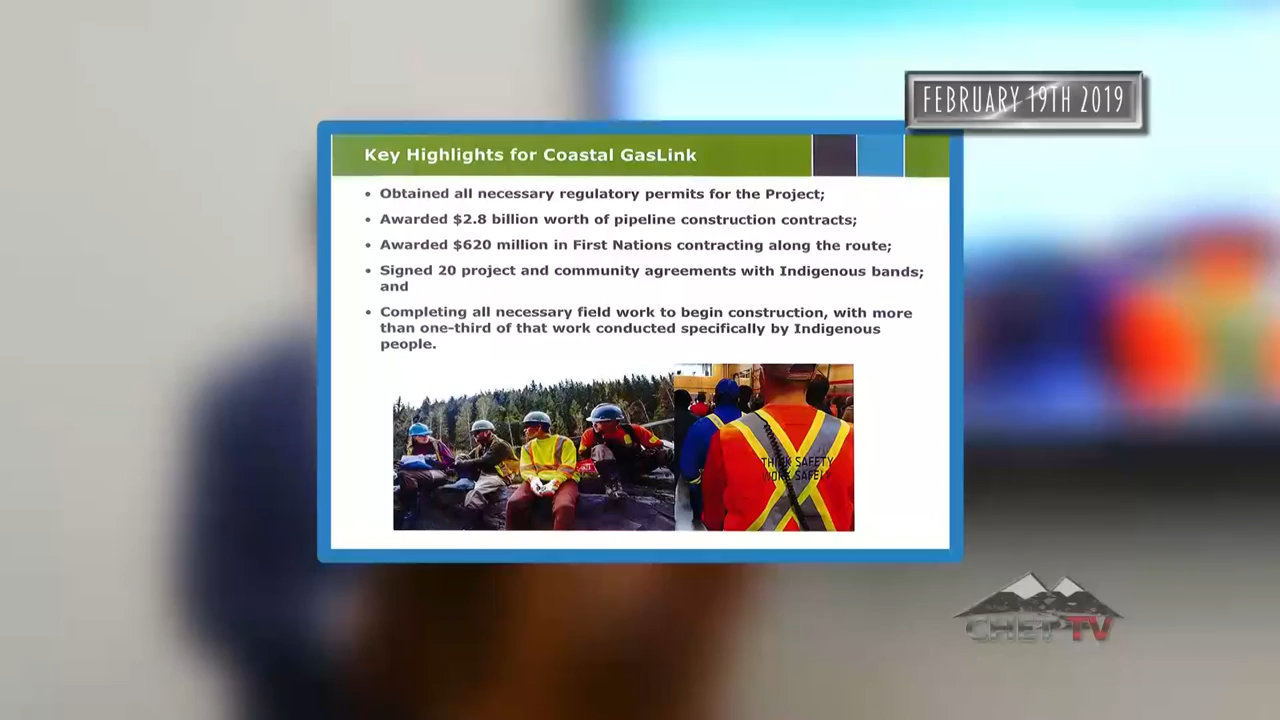 FEBRUARY 19TH 2019
Key Highlights for Coastal GasLink
• Obtained all necessary regulatory permits for the Project;
• Awarded $2.8 billion worth of pipeline construction contracts;
• Awarded $620 million in First Nations contracting along the route;
• Signed 20 project and community agreements with Indigenous bands;
and
• Completing all necessary field work to begin construction, with more
than one-third of that work conducted specifically by Indigenous
people.
THINK SAFETY
WORK SAFELY
CHET TV